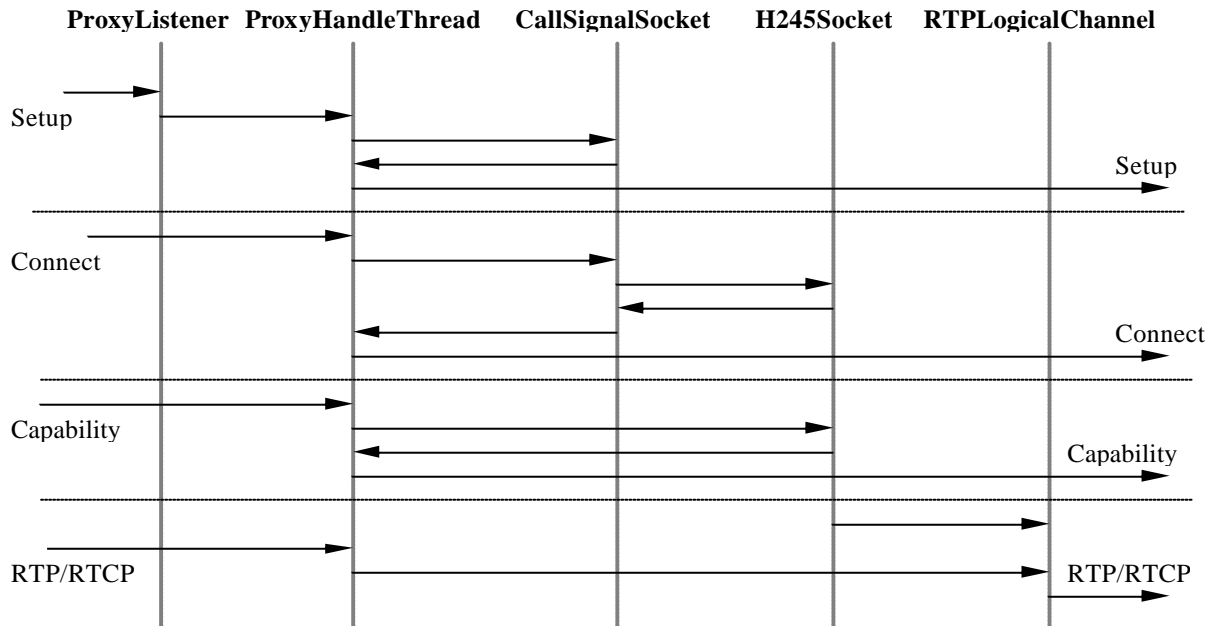 ProxyListener ProxyHandleThread CallSignalSocket H245Socket RTPLogicalChannel
Setup
Setup
Connect
Connect
Capability
Capability
RTP/RTCP
RTP/RTCP